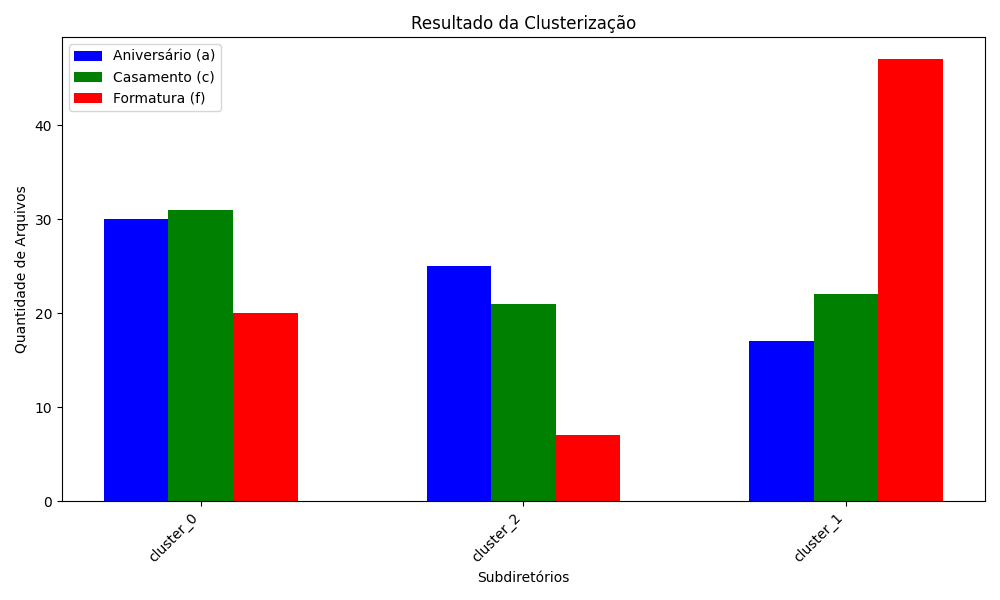 Resultado da Clusterização
Aniversário (a)
Casamento (c)
Formatura (f)
Quantidade de Arquivos
40
30
20
10
0
cluster_0
cluster_2
cluster_1
Subdiretórios